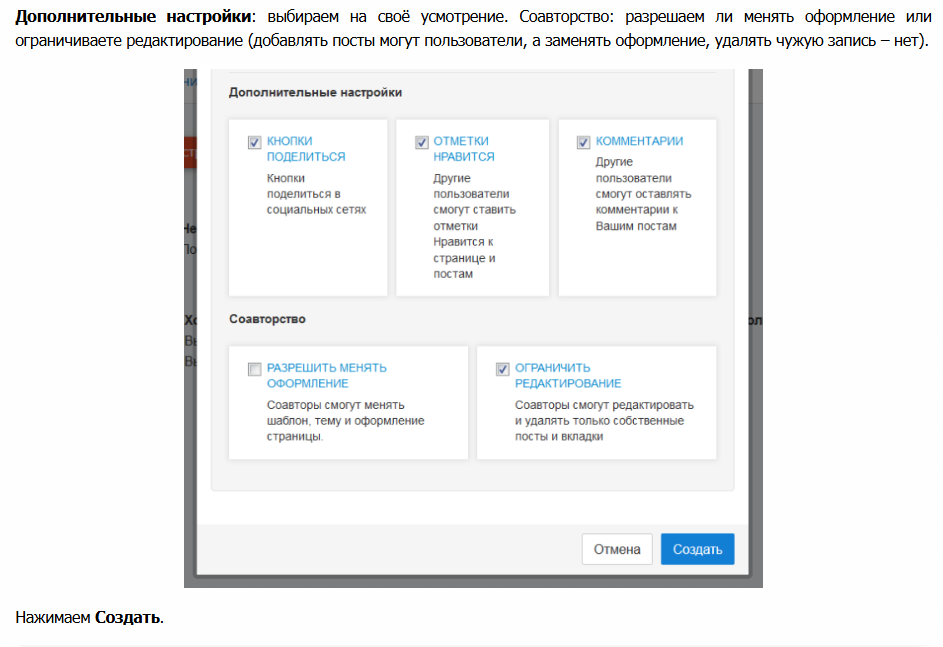 Дополнительные настройки: выбираем на своё усмотрение. Соавторство: разрешаем ли менять оформление или
ограничиваете редактирование (добавлять посты могут пользователи, а заменять оформление, удалять чужую запись – нет).
Дополнительные настройки
КНОПКИ
ПОДЕЛИТЬСЯ
Кнопки
поделиться в
социальных сетях
ОТМЕТКИ
НРАВИТСЯ
Другие
пользователи
смогут ставить
отметки
Нравится к
странице и
постам
КОММЕНТАРИИ
Другие
пользователи
смогут оставлять
комментарии к
Вашим постам
Соавторство
РАЗРЕШИТЬ МЕНЯТЬ
ОФОРМЛЕНИЕ
Соавторы смогут менять
шаблон, тему и оформление
страницы.
ОГРАНИЧИТЬ
РЕДАКТИРОВАНИЕ
Соавторы смогут редактировать
и удалять только собственные
посты и вкладки
Отмена
Создать
Нажимаем Создать.